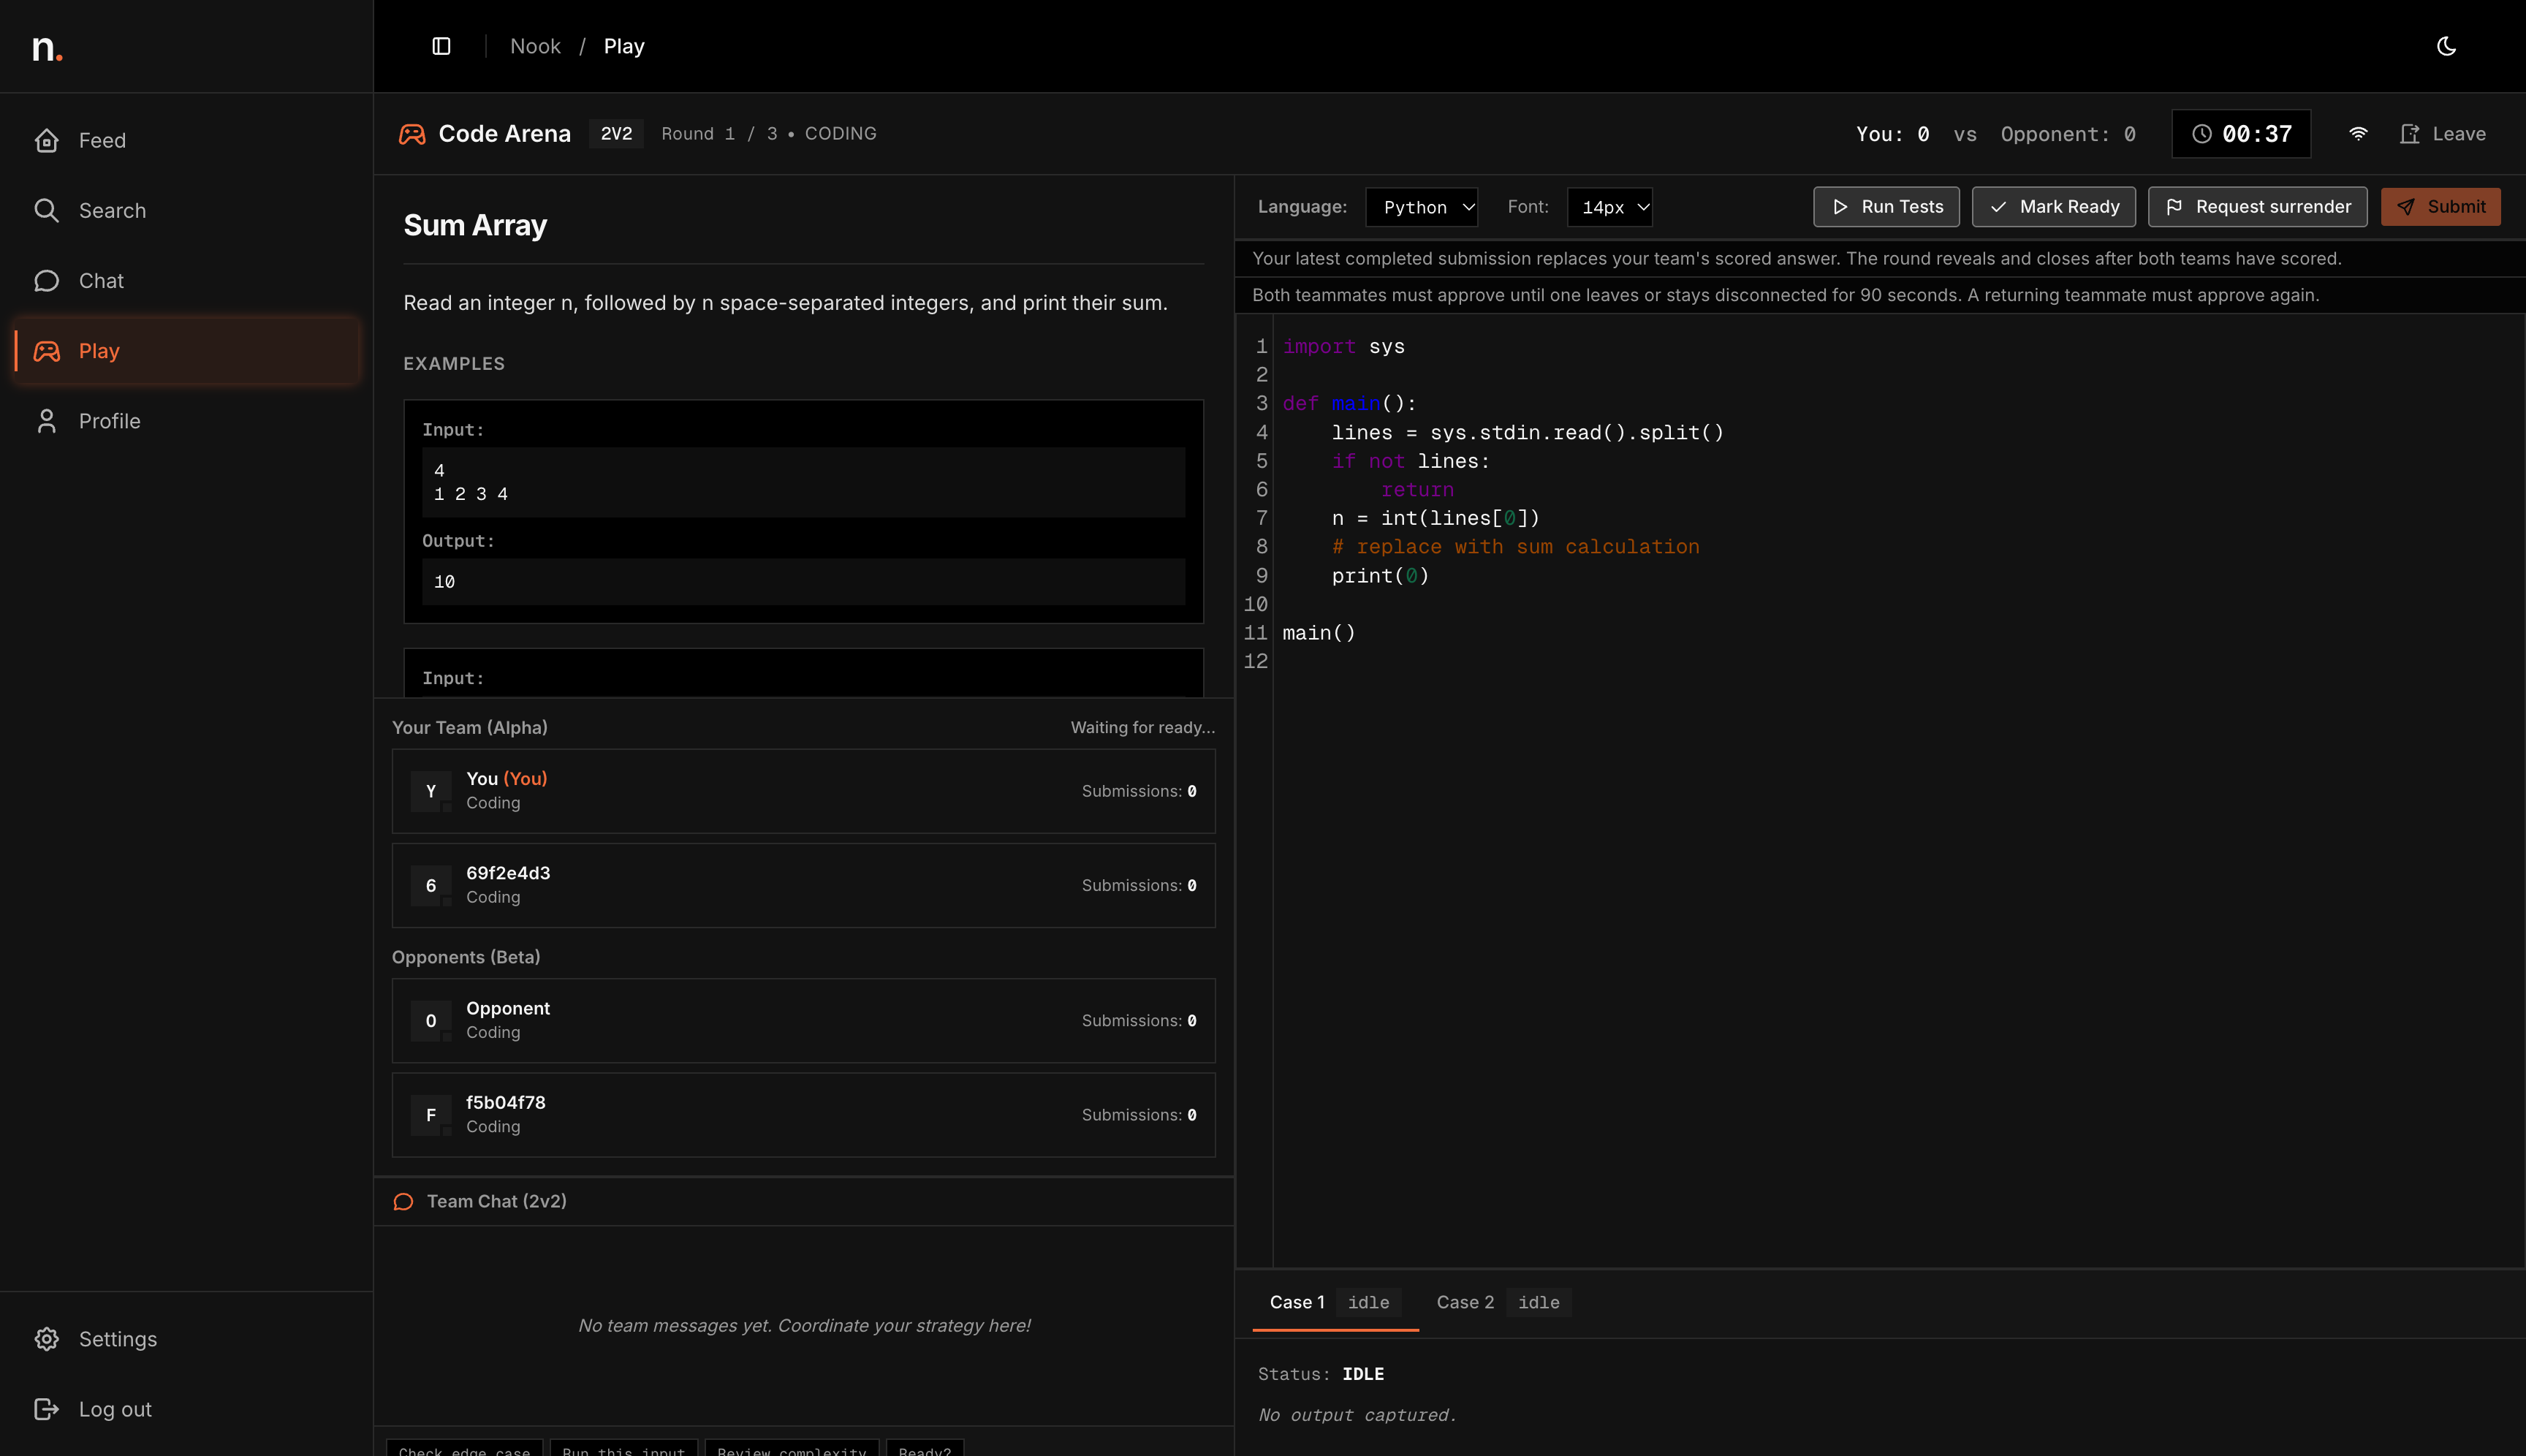 n.
Nook / Play
Feed
Search
Chat
Play
Profile
Settings
Log out
Code Arena 2V2 Round 1 / 3 • CODING
You: 0 vs Opponent: 0 00:37 Leave
Sum Array
Read an integer n, followed by n space-separated integers, and print their sum.
EXAMPLES
Input:
4
1 2 3 4
Output:
10
Input:
Your Team (Alpha) Waiting for ready...
Y
You (You)
Coding
Submissions: 0
6
69f2e4d3
Coding
Submissions: 0
Opponents (Beta)
O
Opponent
Coding
Submissions: 0
F
f5b04f78
Coding
Submissions: 0
Team Chat (2v2)
No team messages yet. Coordinate your strategy here!
Check edge case Run this input Review complexity Ready?
Language: Python Font: 14px Run Tests Mark Ready Request surrender Submit
Your latest completed submission replaces your team's scored answer. The round reveals and closes after both teams have scored.
Both teammates must approve until one leaves or stays disconnected for 90 seconds. A returning teammate must approve again.
1 import sys
2
3 def main():
4     lines = sys.stdin.read().split()
5     if not lines:
6         return
7     n = int(lines[0])
8     # replace with sum calculation
9     print(0)
10
11 main()
12
Case 1 idle Case 2 idle
Status: IDLE
No output captured.